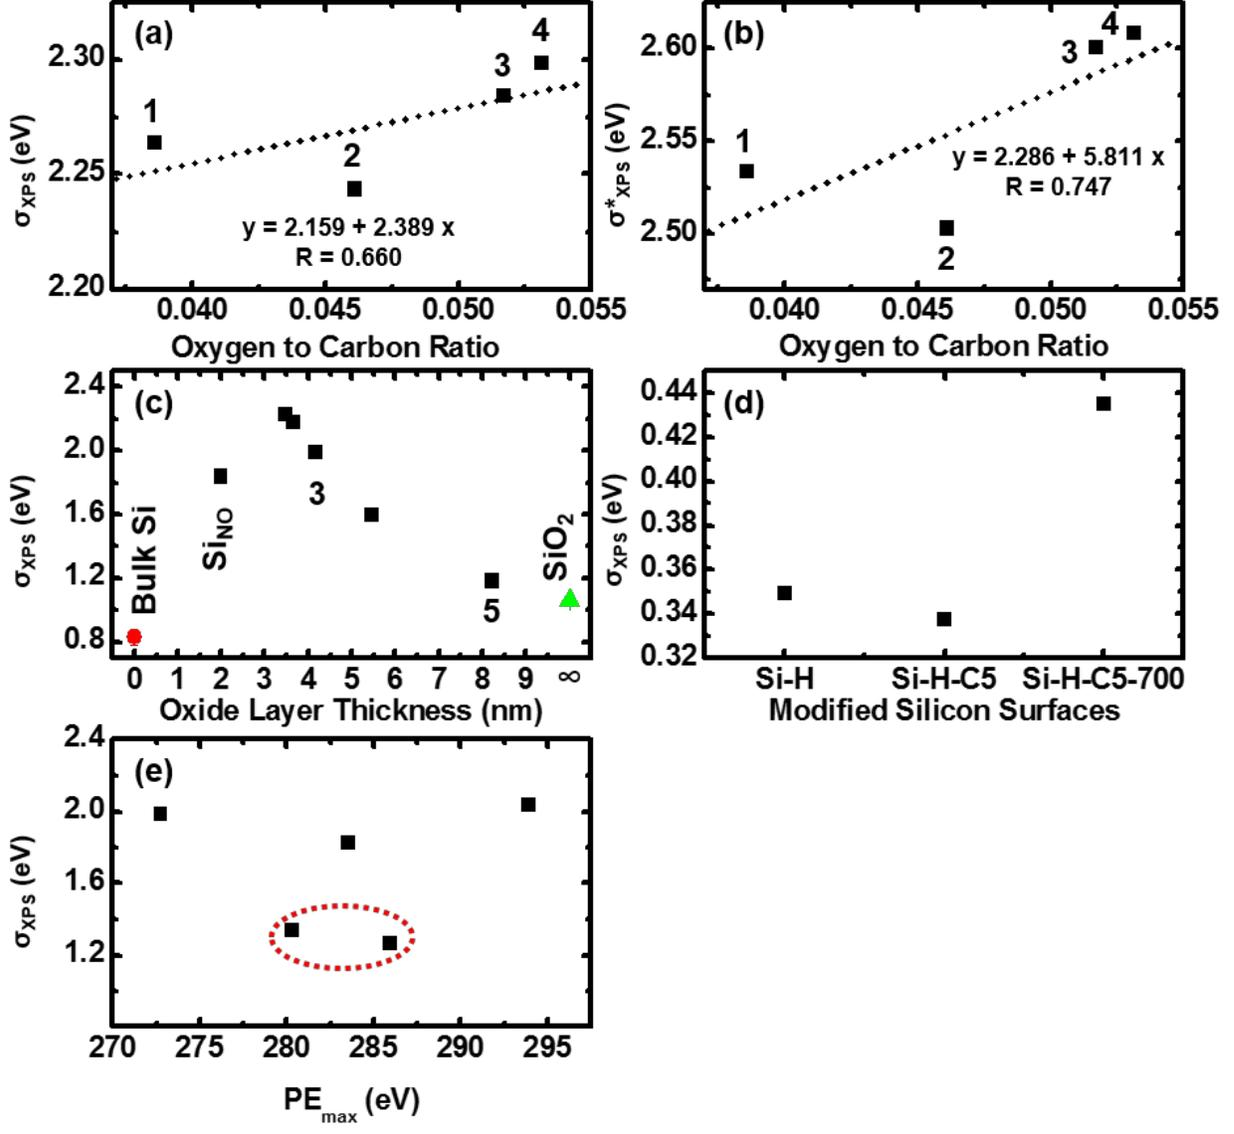 (a)
2.30
2.25
2.20
σXPS (eV)
1
2
3
4
y = 2.159 + 2.389 x
R = 0.660
0.040 0.045 0.050 0.055
Oxygen to Carbon Ratio
(b)
2.60
2.55
2.50
σ*XPS (eV)
1
2
3
4
y = 2.286 + 5.811 x
R = 0.747
0.040 0.045 0.050 0.055
Oxygen to Carbon Ratio
(c)
2.4
2.0
1.6
1.2
0.8
σXPS (eV)
Bulk Si
SiNO
3
5
SiO2
0 1 2 3 4 5 6 7 8 9 ∞
Oxide Layer Thickness (nm)
(d)
0.44
0.42
0.40
0.38
0.36
0.34
0.32
σXPS (eV)
Si-H Si-H-C5 Si-H-C5-700
Modified Silicon Surfaces
(e)
2.4
2.0
1.6
1.2
σXPS (eV)
270 275 280 285 290 295
PEmax (eV)